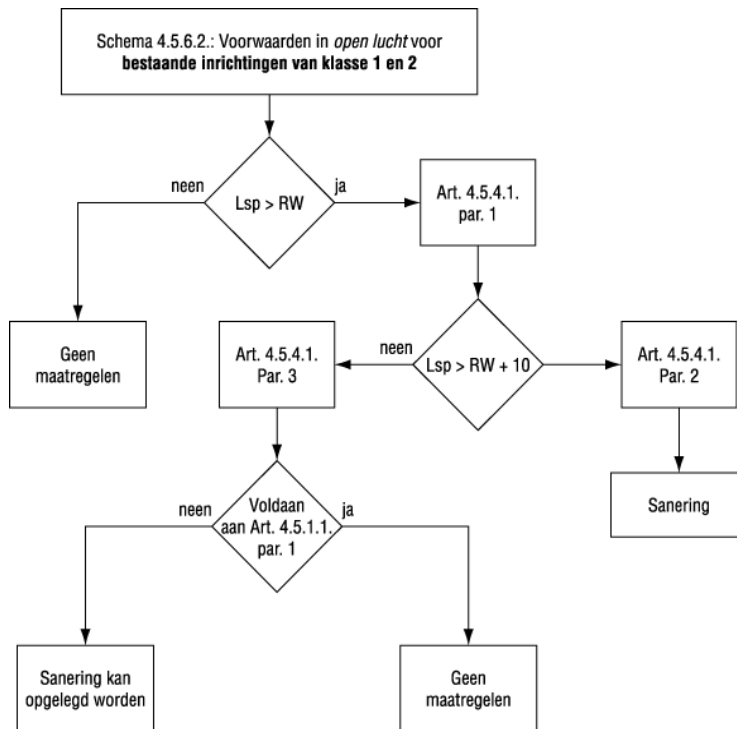 Schema 4.5.6.2.: Voorwaarden in open lucht voor
bestaande inrichtingen van klasse 1 en 2
neen
ja
Lsp > RW
Art. 4.5.4.1.
par. 1
Geen
maatregelen
Art. 4.5.4.1.
Par. 3
neen
Lsp > RW + 10
Art. 4.5.4.1.
Par. 2
neen
Voldaan
aan Art. 4.5.1.1.
par. 1
ja
Sanering
Sanering kan
opgelegd worden
Geen
maatregelen